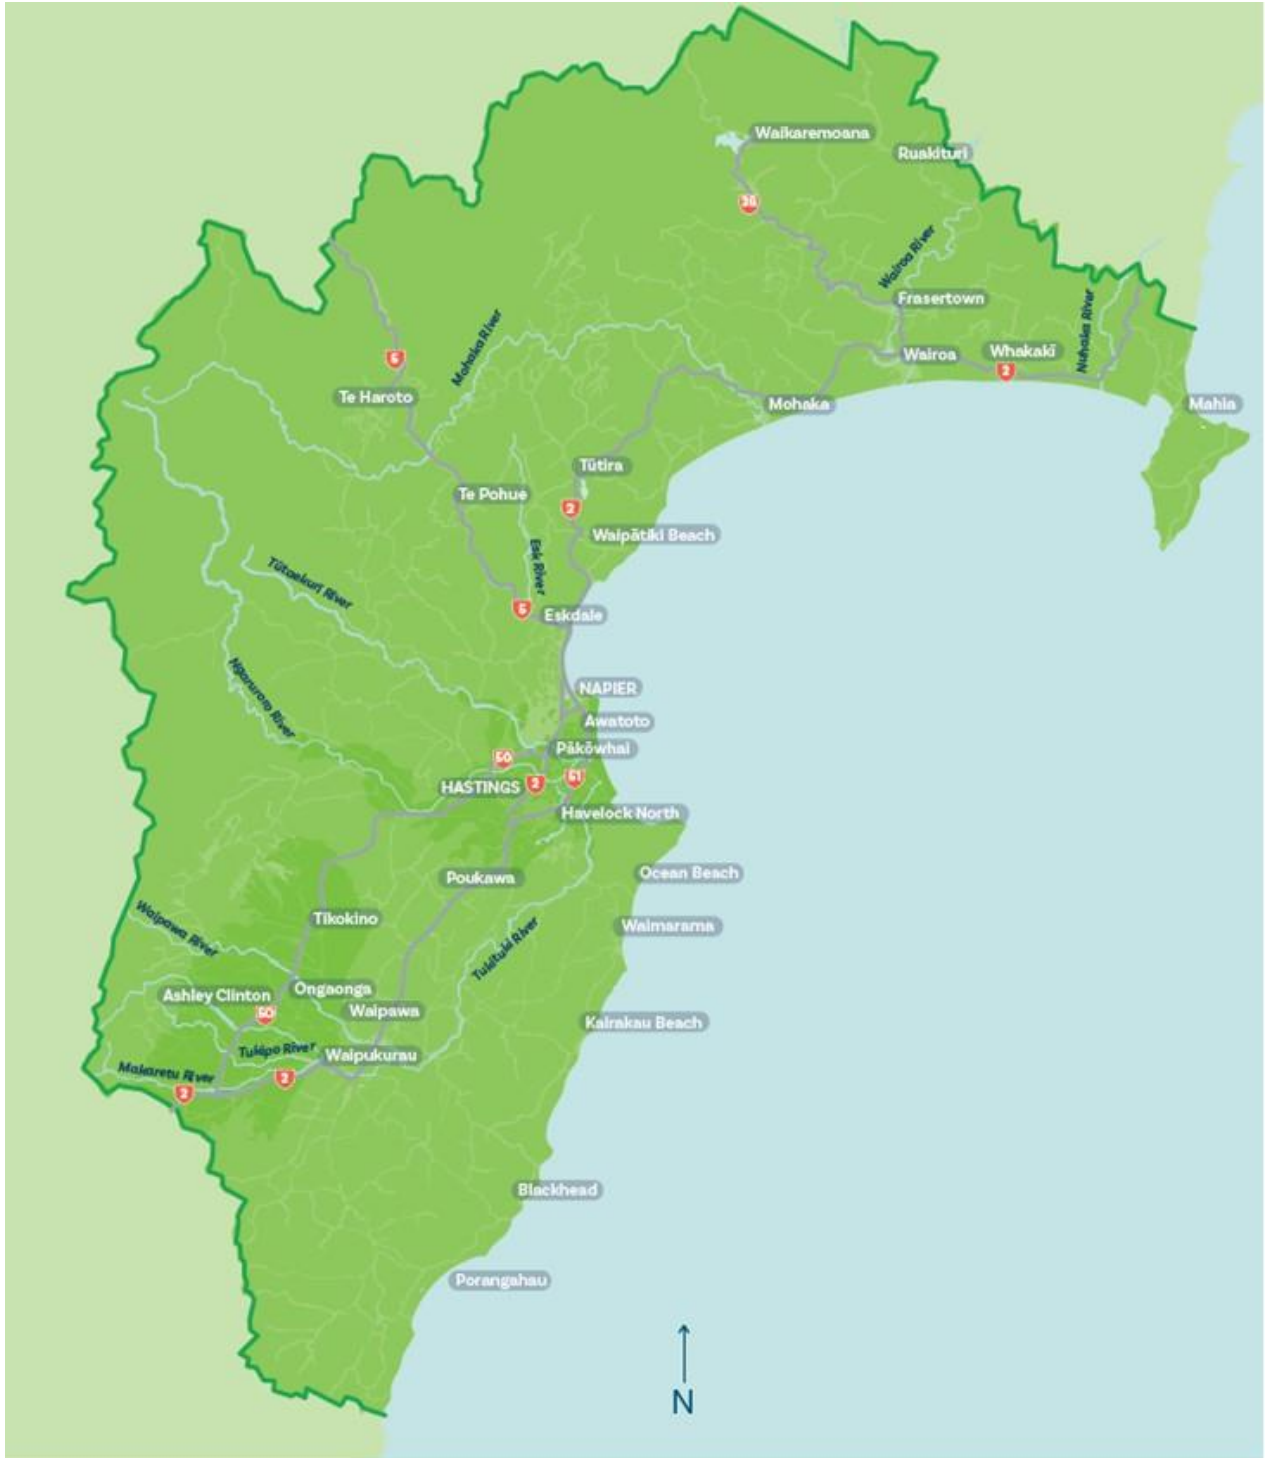 Waikaremoana
Ruakituri
38
Wairoa River
Frasertown
Nuhaka River
Wairoa
Whakakī
2
Mohaka River
5
Te Haroto
Mohaka
Mahia
Tūtira
Te Pohue
2
Waipātiki Beach
Esk River
Tūtaekurī River
5
Eskdale
Ngaruroro River
NAPIER
Awatoto
Pākōwhai
50
51
HASTINGS
2
Havelock North
Ocean Beach
Poukawa
Tikokino
Waimarama
Waipawa River
Tukituki River
Ongaonga
Ashley Clinton
Waipawa
50
Kairakau Beach
Tukipo River
Waipukurau
Makaretu River
2
2
Blackhead
Porangahau
N